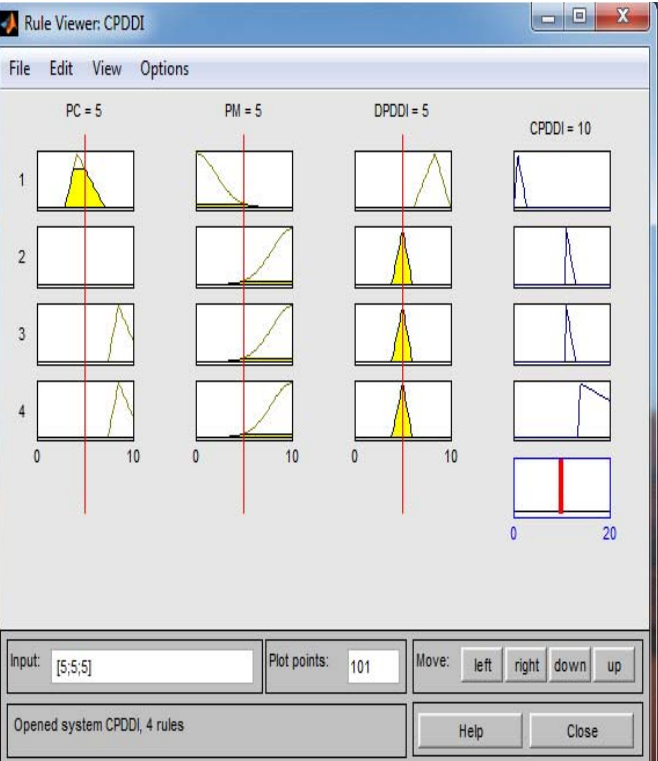 Rule Viewer: CPDDI
File Edit View Options
PC = 5 PM = 5 DPDDI = 5 CPDDI = 10
1
2
3
4
0 10 0 10 0 10
0 20
Input: [5;5;5] Plot points: 101 Move: left right down up
Opened system CPDDI, 4 rules Help Close